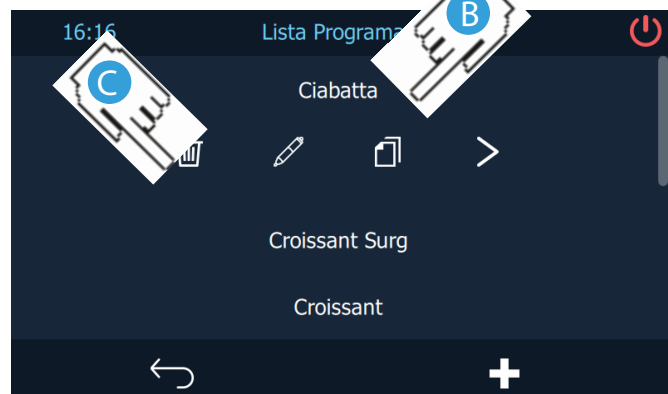 B
16:16
Lista Programa
C
Ciabatta
Croissant Surg
Croissant